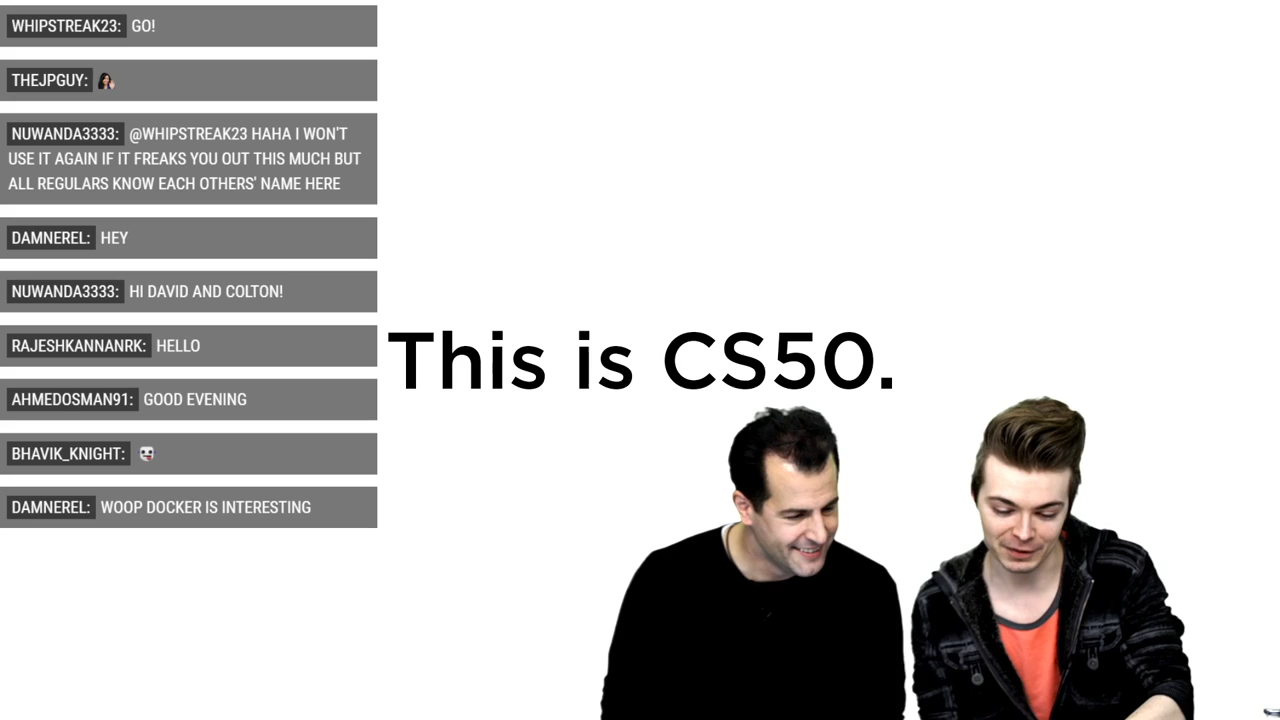 WHIPSTREAK23: GO!
THEJPGUY:
NUWANDA3333: @WHIPSTREAK23 HAHA I WON'T
USE IT AGAIN IF IT FREAKS YOU OUT THIS MUCH BUT
ALL REGULARS KNOW EACH OTHERS' NAME HERE
DAMNEREL: HEY
NUWANDA3333: HI DAVID AND COLTON!
RAJESHKANNANRK: HELLO
AHMEDOSMAN91: GOOD EVENING
BHAVIK_KNIGHT:
DAMNEREL: WOOP DOCKER IS INTERESTING
This is CS50.